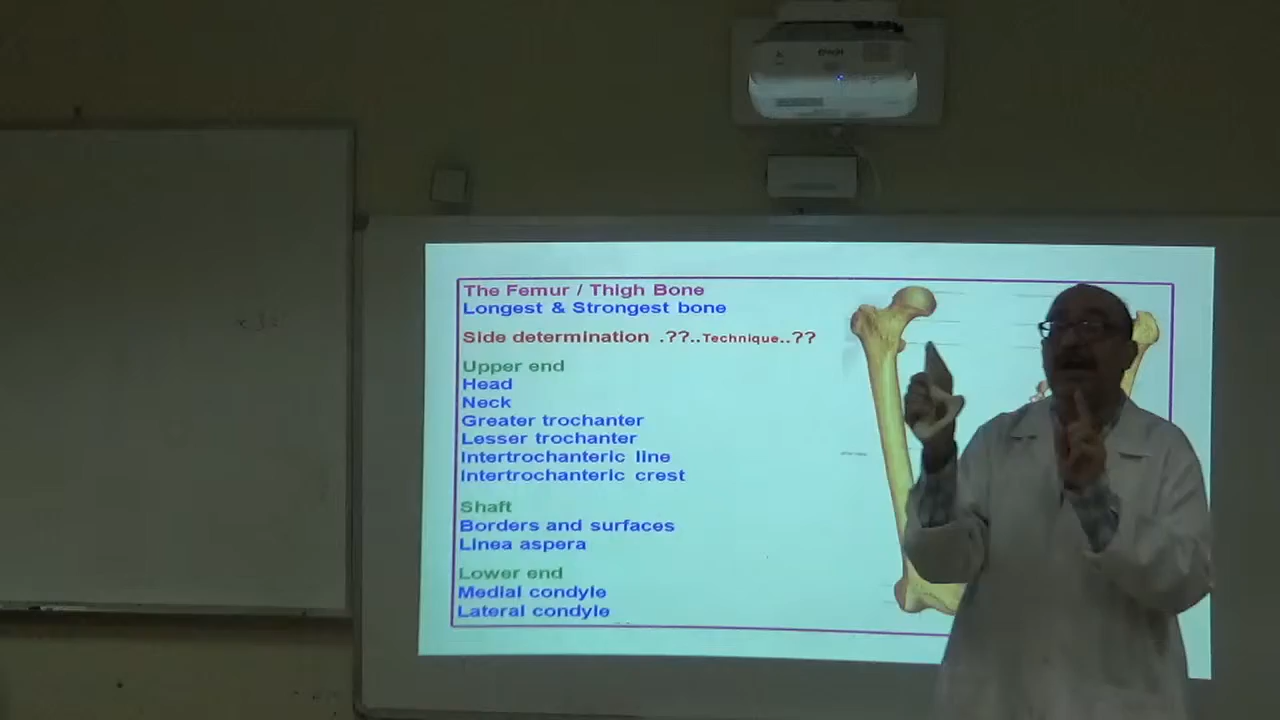 EPSON
The Femur / Thigh Bone
Longest & Strongest bone
Side determination .??..Technique..??
Upper end
Head
Neck
Greater trochanter
Lesser trochanter
Intertrochanteric line
Intertrochanteric crest
Shaft
Borders and surfaces
Linea aspera
Lower end
Medial condyle
Lateral condyle